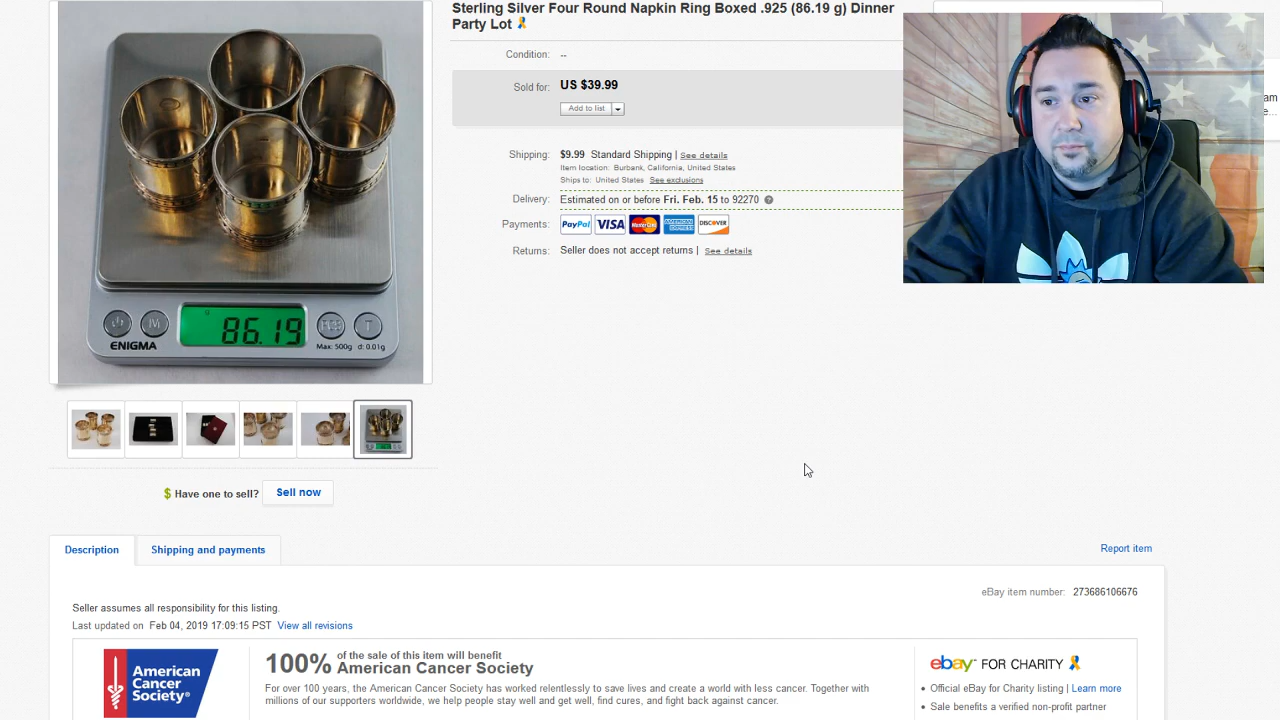 Sterling Silver Four Round Napkin Ring Boxed .925 (86.19 g) Dinner
Party Lot
Condition: --
Sold for: US $39.99
Add to list
Shipping: $9.99 Standard Shipping | See details
Item location: Burbank, California, United States
Ships to: United States See exclusions
Delivery: Estimated on or before Fri. Feb. 15 to 92270
Payments: PayPal VISA MasterCard AMERICAN EXPRESS DISCOVER
Returns: Seller does not accept returns | See details
86.19
g
M
PCS
T
ENIGMA
Max: 500g d: 0.01g
$ Have one to sell? Sell now
Description
Shipping and payments
Report item
eBay item number: 273686106676
Seller assumes all responsibility for this listing.
Last updated on Feb 04, 2019 17:09:15 PST View all revisions
American
Cancer
Society®
100% of the sale of this item will benefit
American Cancer Society
For over 100 years, the American Cancer Society has worked relentlessly to save lives and create a world with less cancer. Together with
millions of our supporters worldwide, we help people stay well and get well, find cures, and fight back against cancer.
ebay FOR CHARITY
• Official eBay for Charity listing | Learn more
• Sale benefits a verified non-profit partner